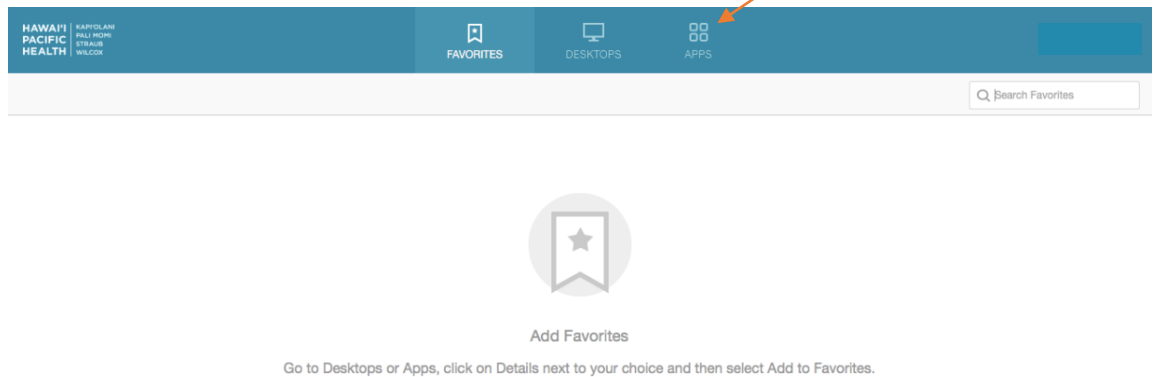 HAWAI'I
PACIFIC
HEALTH
KAPI'OLANI
PALI MOMI
STRAUB
WILCOX
FAVORITES
DESKTOPS
APPS
Search Favorites
Add Favorites
Go to Desktops or Apps, click on Details next to your choice and then select Add to Favorites.